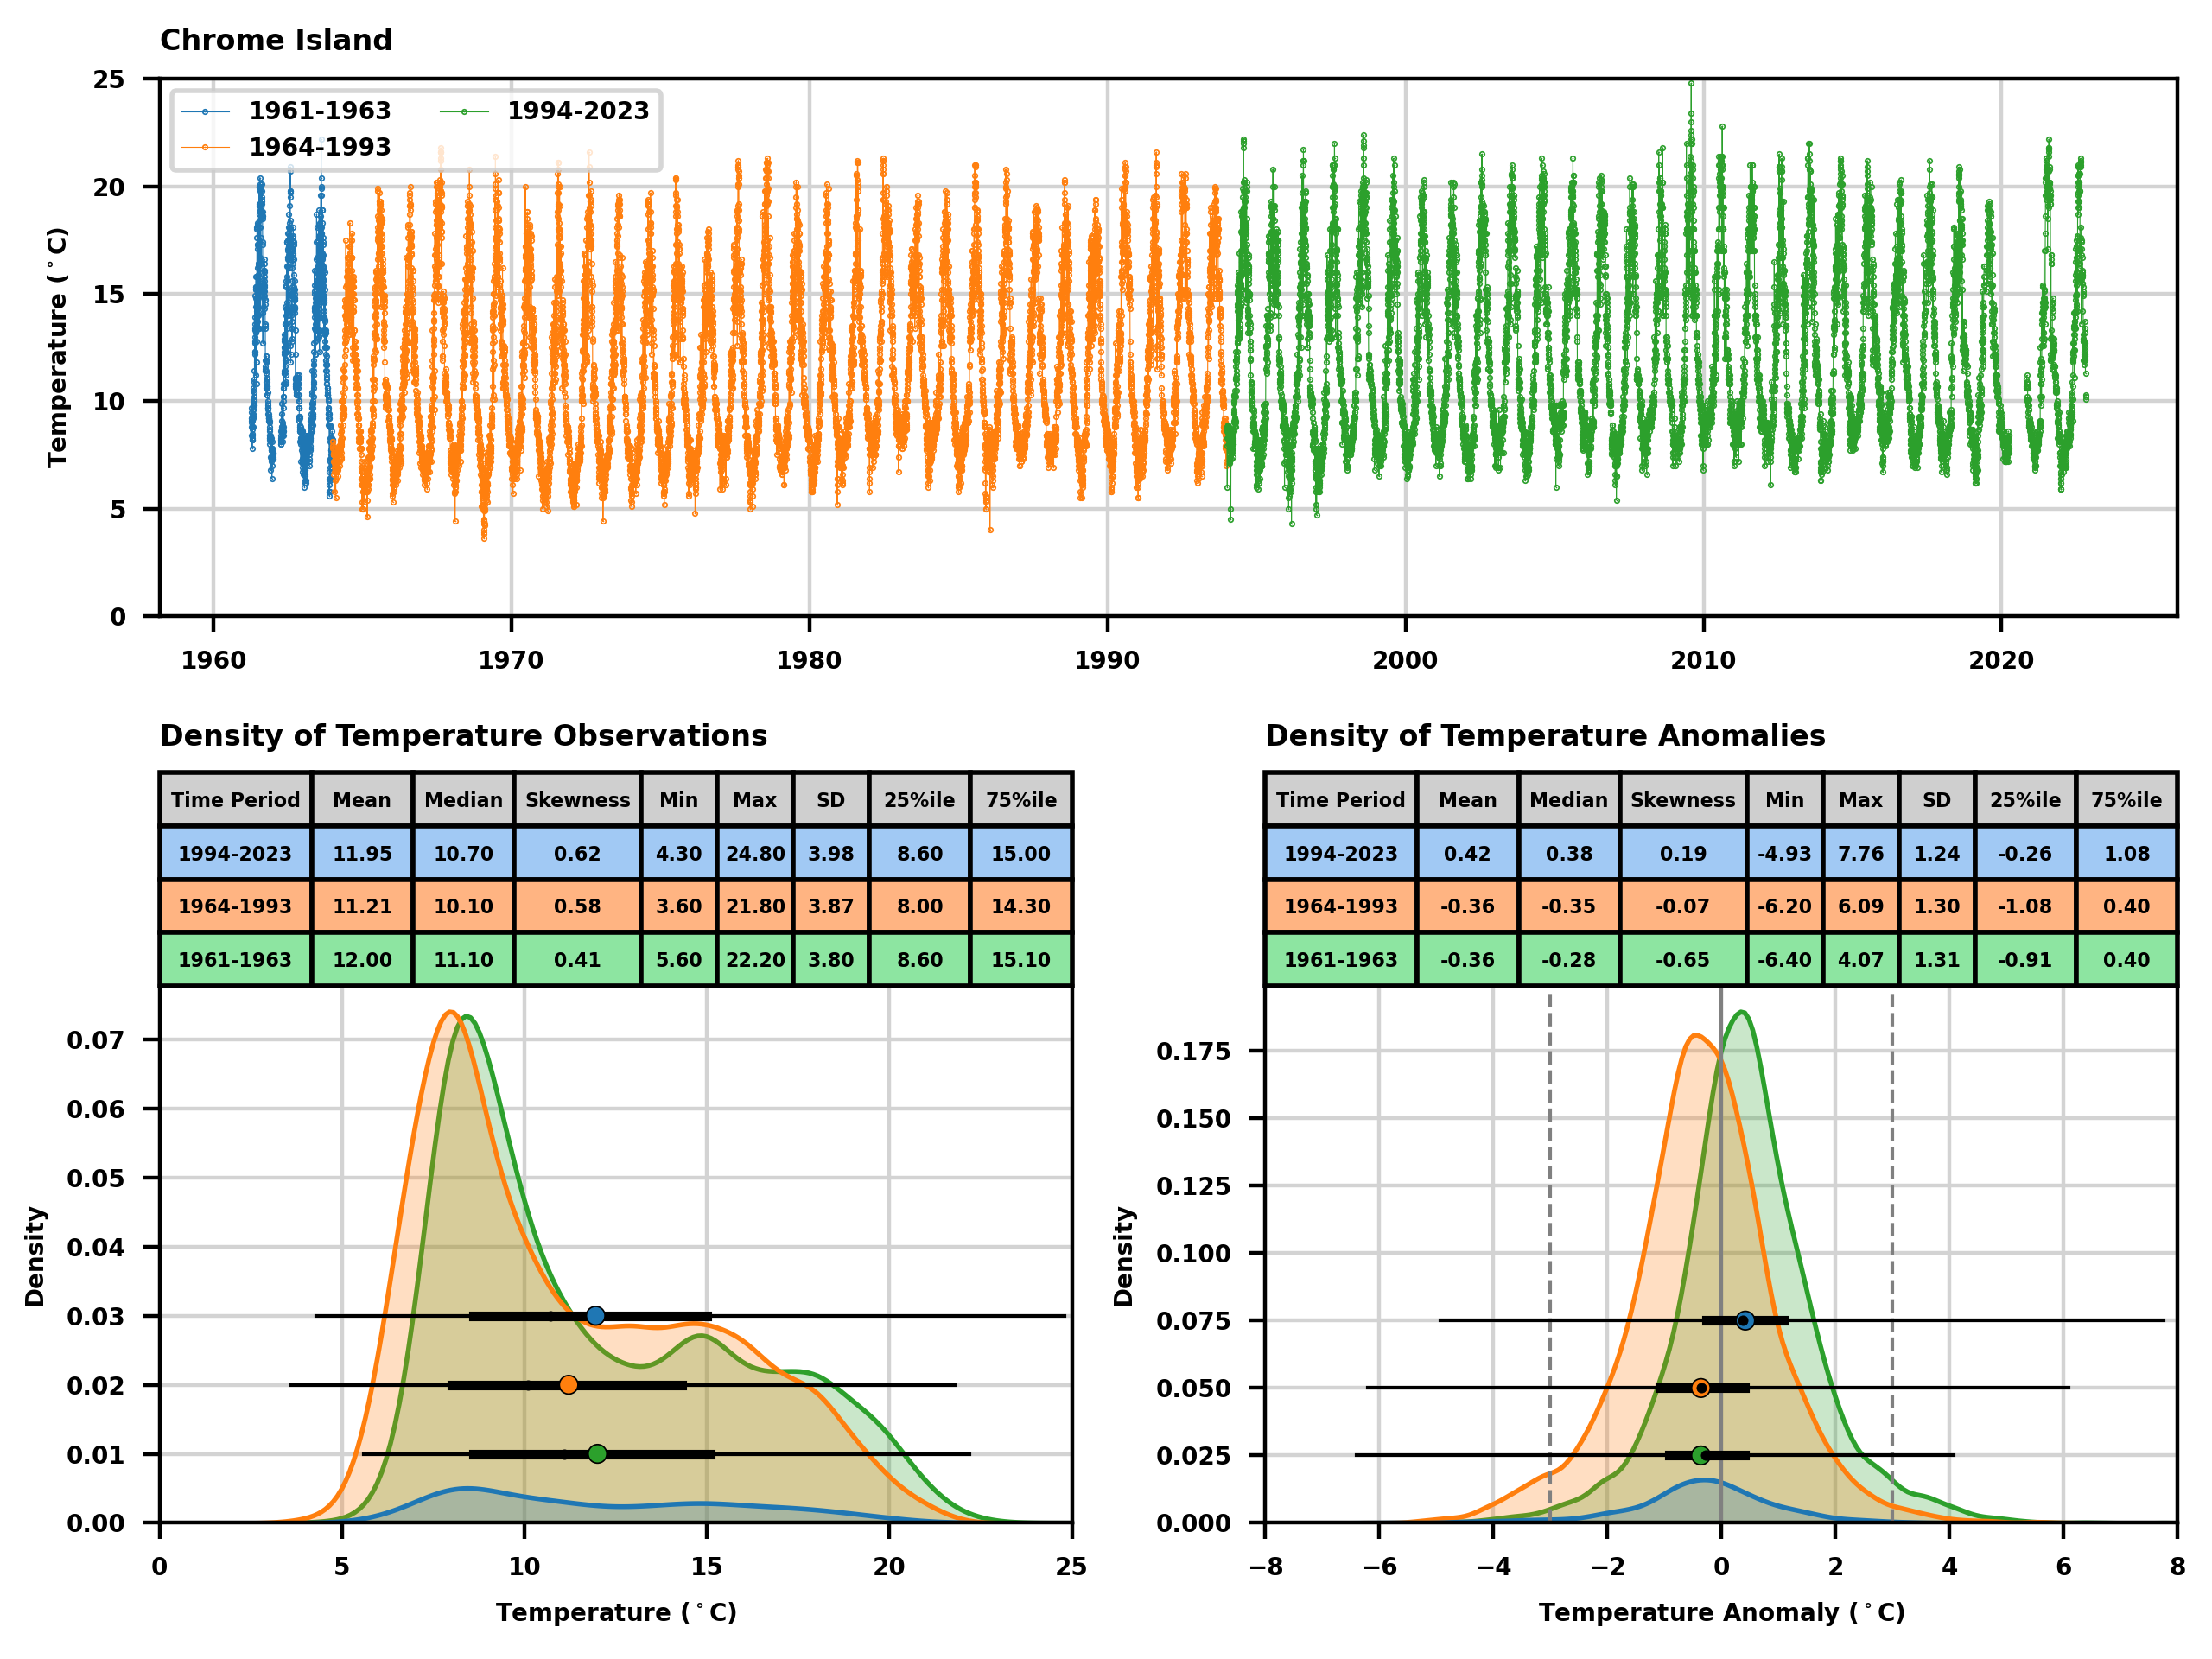 Chrome Island
25
20
15
10
5
0
Temperature (°C)
1961-1963
1964-1993
1994-2023
1960 1970 1980 1990 2000 2010 2020
Density of Temperature Observations
Time Period Mean Median Skewness Min Max SD 25%ile 75%ile
1994-2023 11.95 10.70 0.62 4.30 24.80 3.98 8.60 15.00
1964-1993 11.21 10.10 0.58 3.60 21.80 3.87 8.00 14.30
1961-1963 12.00 11.10 0.41 5.60 22.20 3.80 8.60 15.10
0.07
0.06
0.05
0.04
0.03
0.02
0.01
0.00
Density
0 5 10 15 20 25
Temperature (°C)
Density of Temperature Anomalies
Time Period Mean Median Skewness Min Max SD 25%ile 75%ile
1994-2023 0.42 0.38 0.19 -4.93 7.76 1.24 -0.26 1.08
1964-1993 -0.36 -0.35 -0.07 -6.20 6.09 1.30 -1.08 0.40
1961-1963 -0.36 -0.28 -0.65 -6.40 4.07 1.31 -0.91 0.40
0.175
0.150
0.125
0.100
0.075
0.050
0.025
0.000
Density
−8 −6 −4 −2 0 2 4 6 8
Temperature Anomaly (°C)